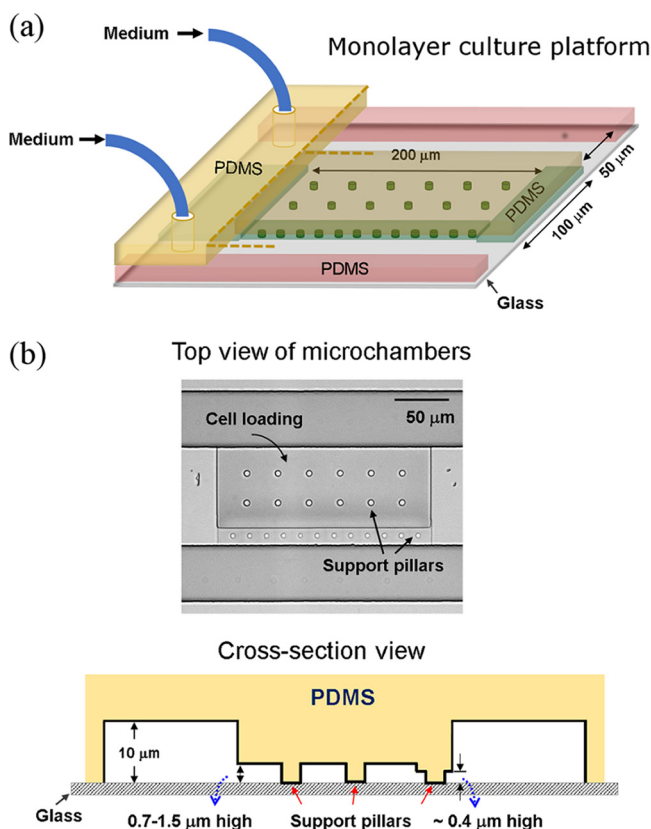 (a)
Medium
Monolayer culture platform
Medium
PDMS
200 μm
PDMS
50 μm
100 μm
PDMS
Glass
(b)
Top view of microchambers
Cell loading
50 μm
Support pillars
Cross-section view
PDMS
10 μm
Glass
0.7-1.5 μm high
Support pillars
~ 0.4 μm high